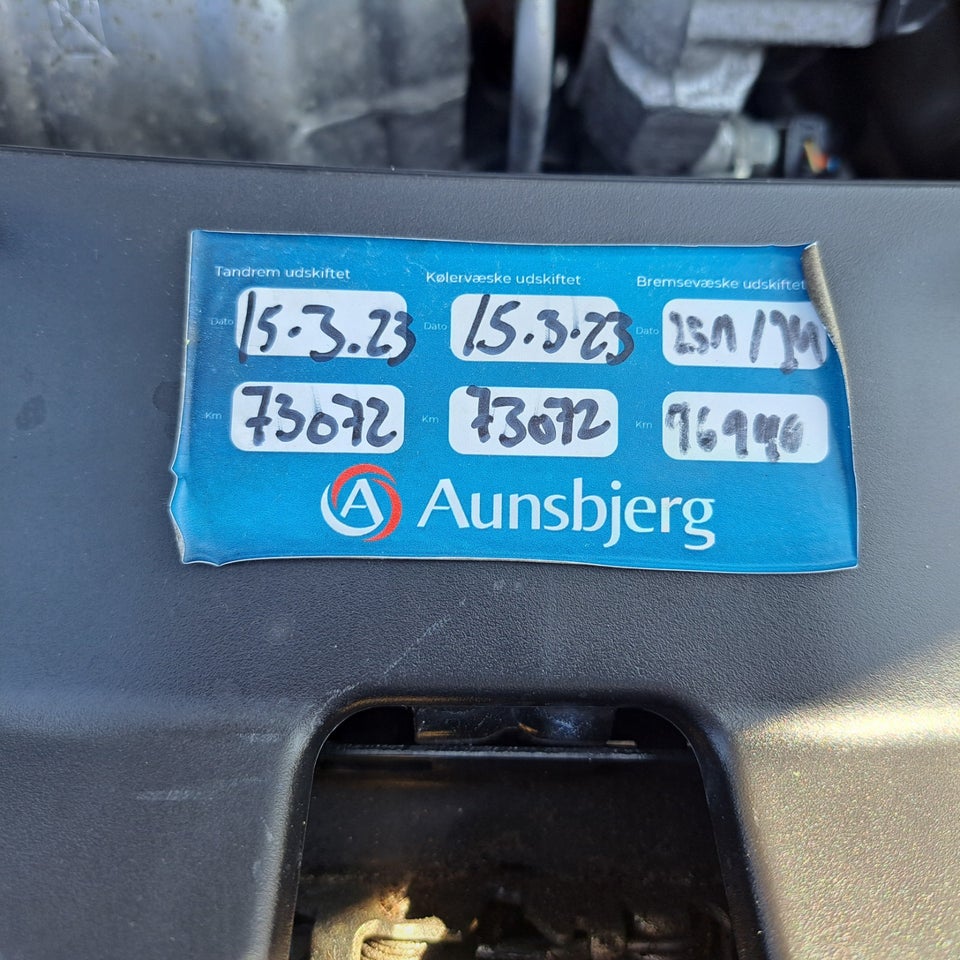 Tandrem udskiftet
Kølervæske udskiftet
Bremsevæske udskiftet
Dato 15.3.23
Dato 15.3.23
Dato
Km 73072
Km 73072
Km
Aunsbjerg